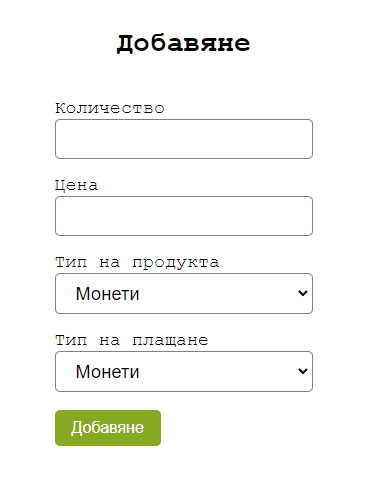 Добавяне
Количество
Цена
Тип на продукта
Монети
Тип на плащане
Монети
Добавяне